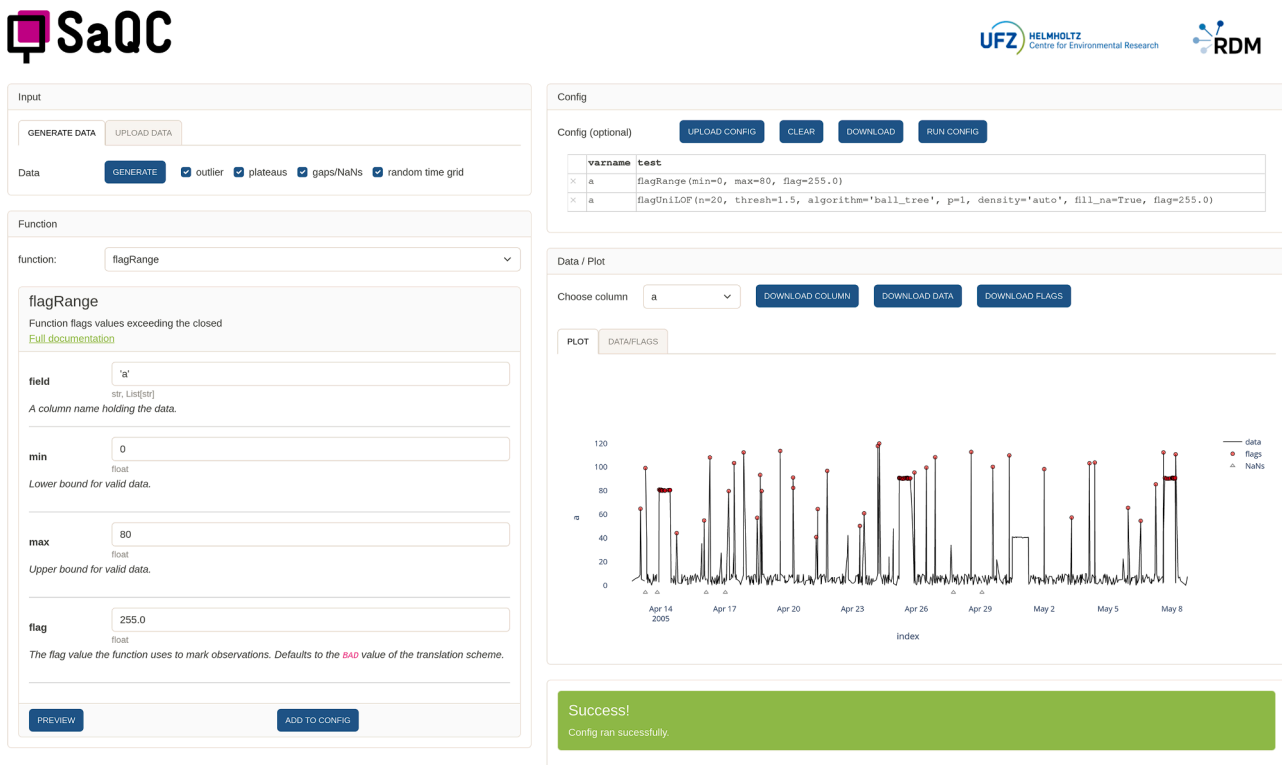 SaQC
UFZ HELMHOLTZ
Centre for Environmental Research
RDM
Input
GENERATE DATA UPLOAD DATA
Data GENERATE outlier plateaus gaps/NaNs random time grid
Function
function: flagRange
flagRange
Function flags values exceeding the closed
Full documentation
field 'a'
str, List[str]
A column name holding the data.
min 0
float
Lower bound for valid data.
max 80
float
Upper bound for valid data.
flag 255.0
float
The flag value the function uses to mark observations. Defaults to the BAD value of the translation scheme.
PREVIEW ADD TO CONFIG
Config
Config (optional) UPLOAD CONFIG CLEAR DOWNLOAD RUN CONFIG
varname test
× a flagRange(min=0, max=80, flag=255.0)
× a flagUniLOF(n=20, thresh=1.5, algorithm='ball_tree', p=1, density='auto', fill_na=True, flag=255.0)
Data / Plot
Choose column a DOWNLOAD COLUMN DOWNLOAD DATA DOWNLOAD FLAGS
PLOT DATA/FLAGS
120
100
80
60
40
20
0
a
data
flags
NaNs
Apr 14 Apr 17 Apr 20 Apr 23 Apr 26 Apr 29 May 2 May 5 May 8
2005
index
Success!
Config ran sucessfully.